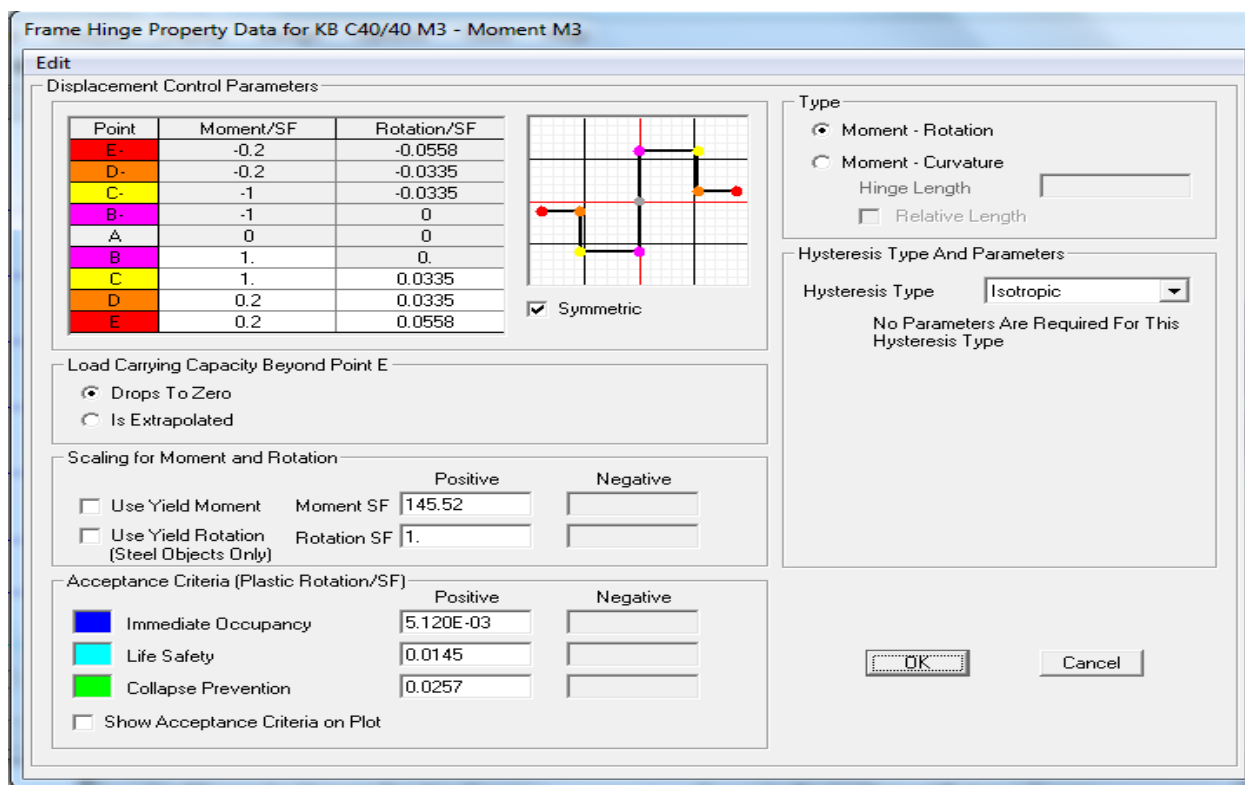 Frame Hinge Property Data for KB C40/40 M3 - Moment M3
Edit
Displacement Control Parameters
Point Moment/SF Rotation/SF
E- -0.2 -0.0558
D- -0.2 -0.0335
C- -1 -0.0335
B- -1 0
A 0 0
B 1. 0.
C 1. 0.0335
D 0.2 0.0335
E 0.2 0.0558
Symmetric
Load Carrying Capacity Beyond Point E
Drops To Zero
Is Extrapolated
Scaling for Moment and Rotation
Positive Negative
Use Yield Moment Moment SF 145.52
Use Yield Rotation Rotation SF 1.
(Steel Objects Only)
Acceptance Criteria (Plastic Rotation/SF)
Positive Negative
Immediate Occupancy 5.120E-03
Life Safety 0.0145
Collapse Prevention 0.0257
Show Acceptance Criteria on Plot
Type
Moment - Rotation
Moment - Curvature
Hinge Length
Relative Length
Hysteresis Type And Parameters
Hysteresis Type Isotropic
No Parameters Are Required For This
Hysteresis Type
OK Cancel